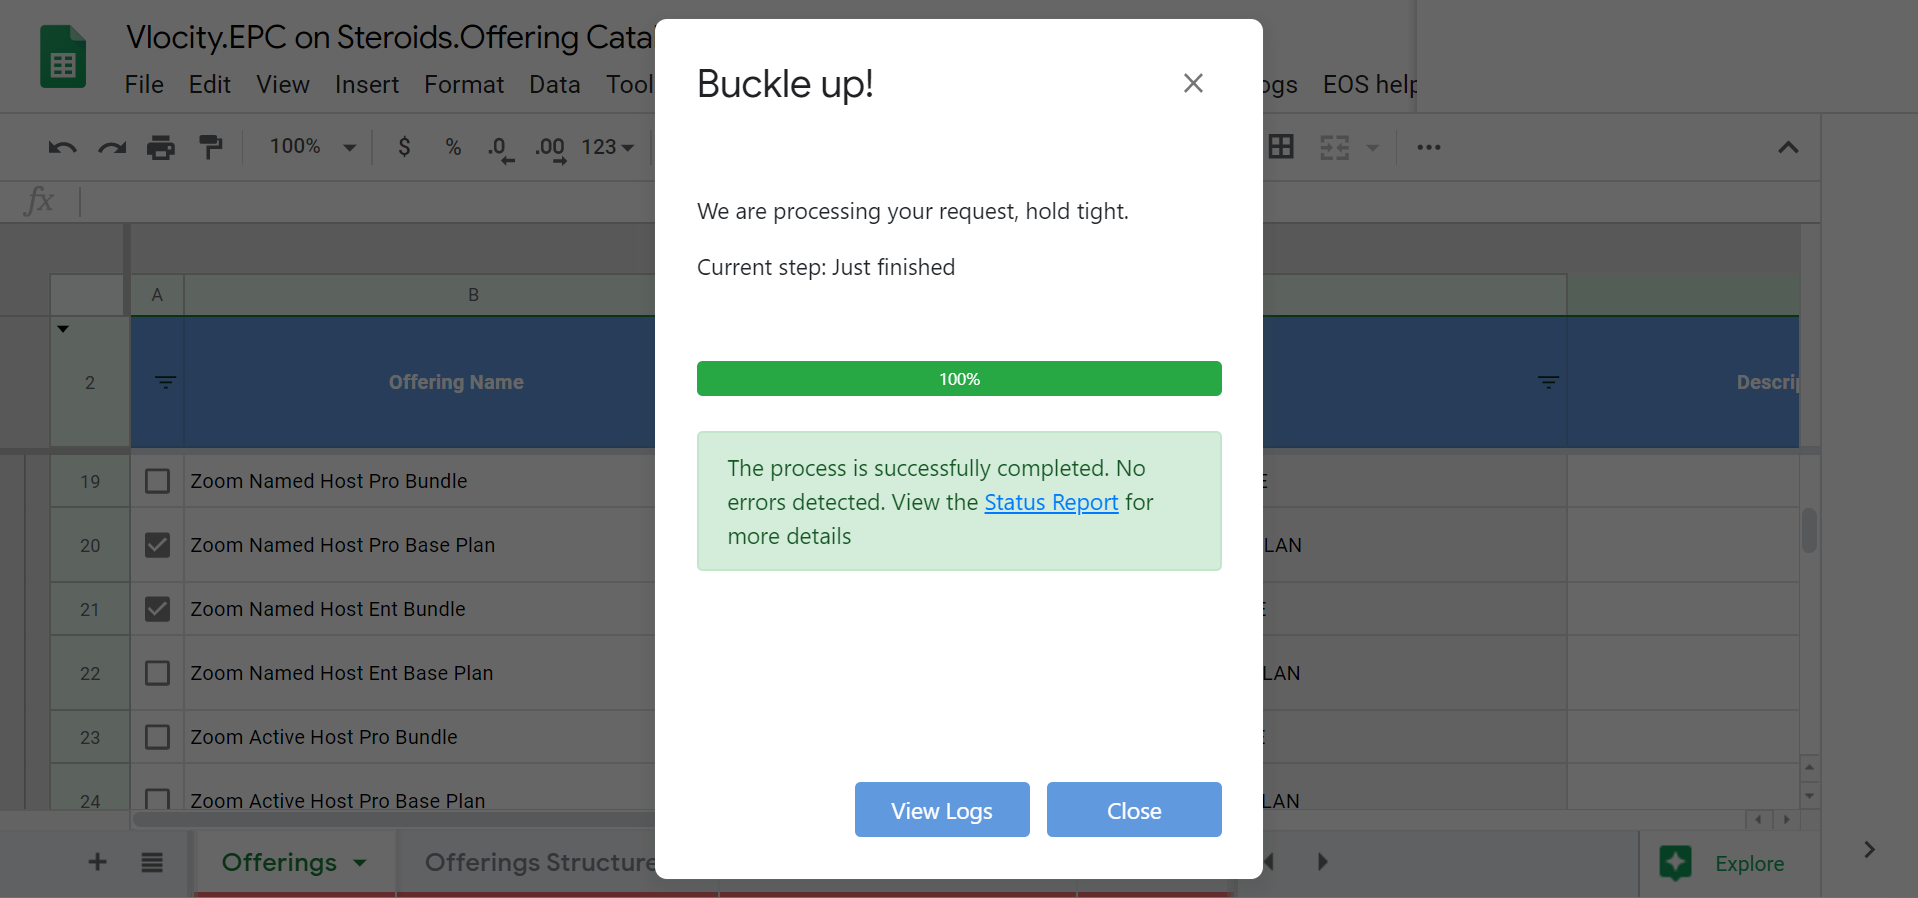 Vlocity.EPC on Steroids.Offering Cata
File Edit View Insert Format Data Tool
ogs EOS help
Buckle up!
100% $ % .0 .00 123
fx
We are processing your request, hold tight.
Current step: Just finished
A B
2 Offering Name Descrip
100%
The process is successfully completed. No
errors detected. View the Status Report for
more details
19 Zoom Named Host Pro Bundle E
20 Zoom Named Host Pro Base Plan LAN
21 Zoom Named Host Ent Bundle E
22 Zoom Named Host Ent Base Plan LAN
23 Zoom Active Host Pro Bundle E
24 Zoom Active Host Pro Base Plan LAN
View Logs Close
Offerings Offerings Structure
Explore